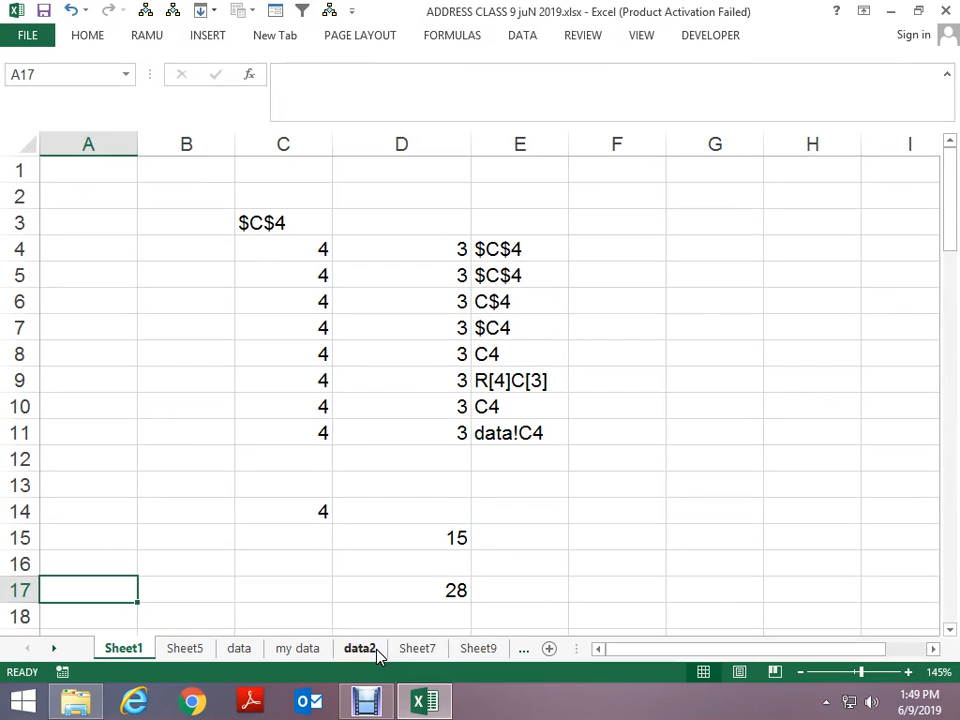 ADDRESS CLASS 9 juN 2019.xlsx - Excel (Product Activation Failed)
?
FILE HOME RAMU INSERT New Tab PAGE LAYOUT FORMULAS DATA REVIEW VIEW DEVELOPER Sign in
A17 fx
A B C D E F G H I
1
2
3 $C$4
4 4 3 $C$4
5 4 3 $C$4
6 4 3 C$4
7 4 3 $C4
8 4 3 C4
9 4 3 R[4]C[3]
10 4 3 C4
11 4 3 data!C4
12
13
14 4
15 15
16
17 28
18
Sheet1 Sheet5 data my data data2 Sheet7 Sheet9 ...
READY 145%
1:49 PM
6/9/2019